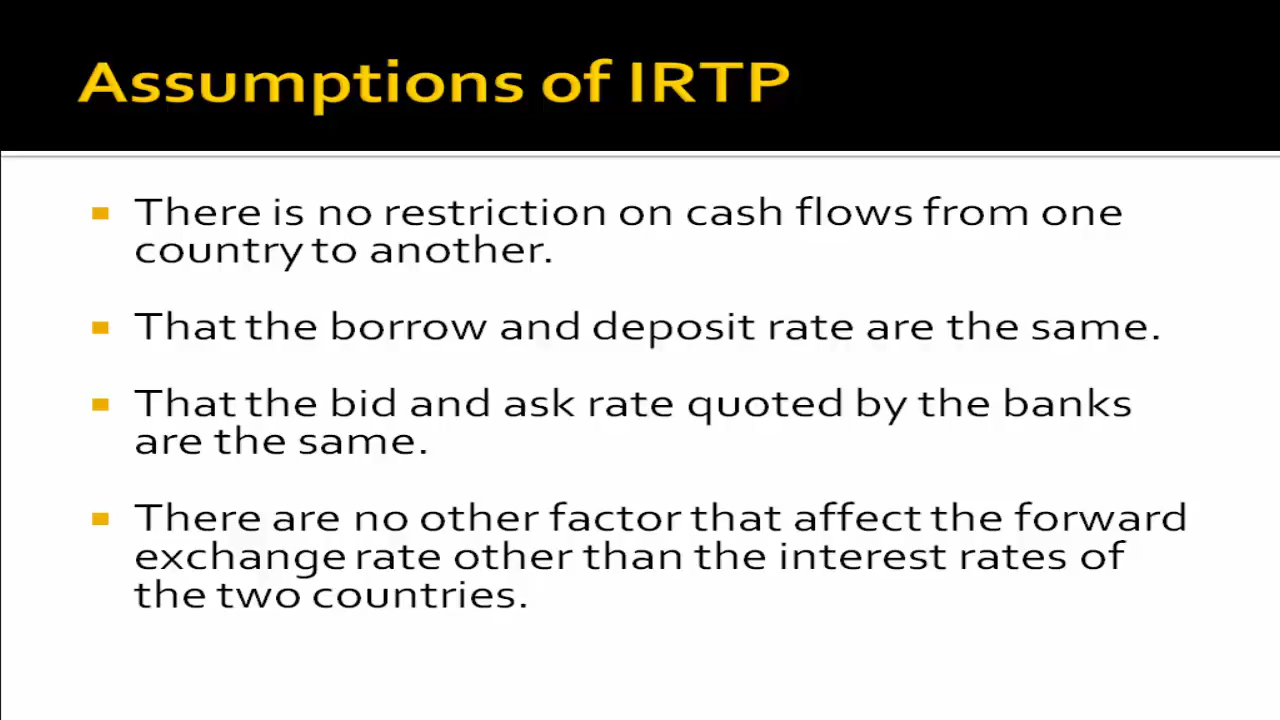 Assumptions of IRTP
There is no restriction on cash flows from one
country to another.
That the borrow and deposit rate are the same.
That the bid and ask rate quoted by the banks
are the same.
There are no other factor that affect the forward
exchange rate other than the interest rates of
the two countries.